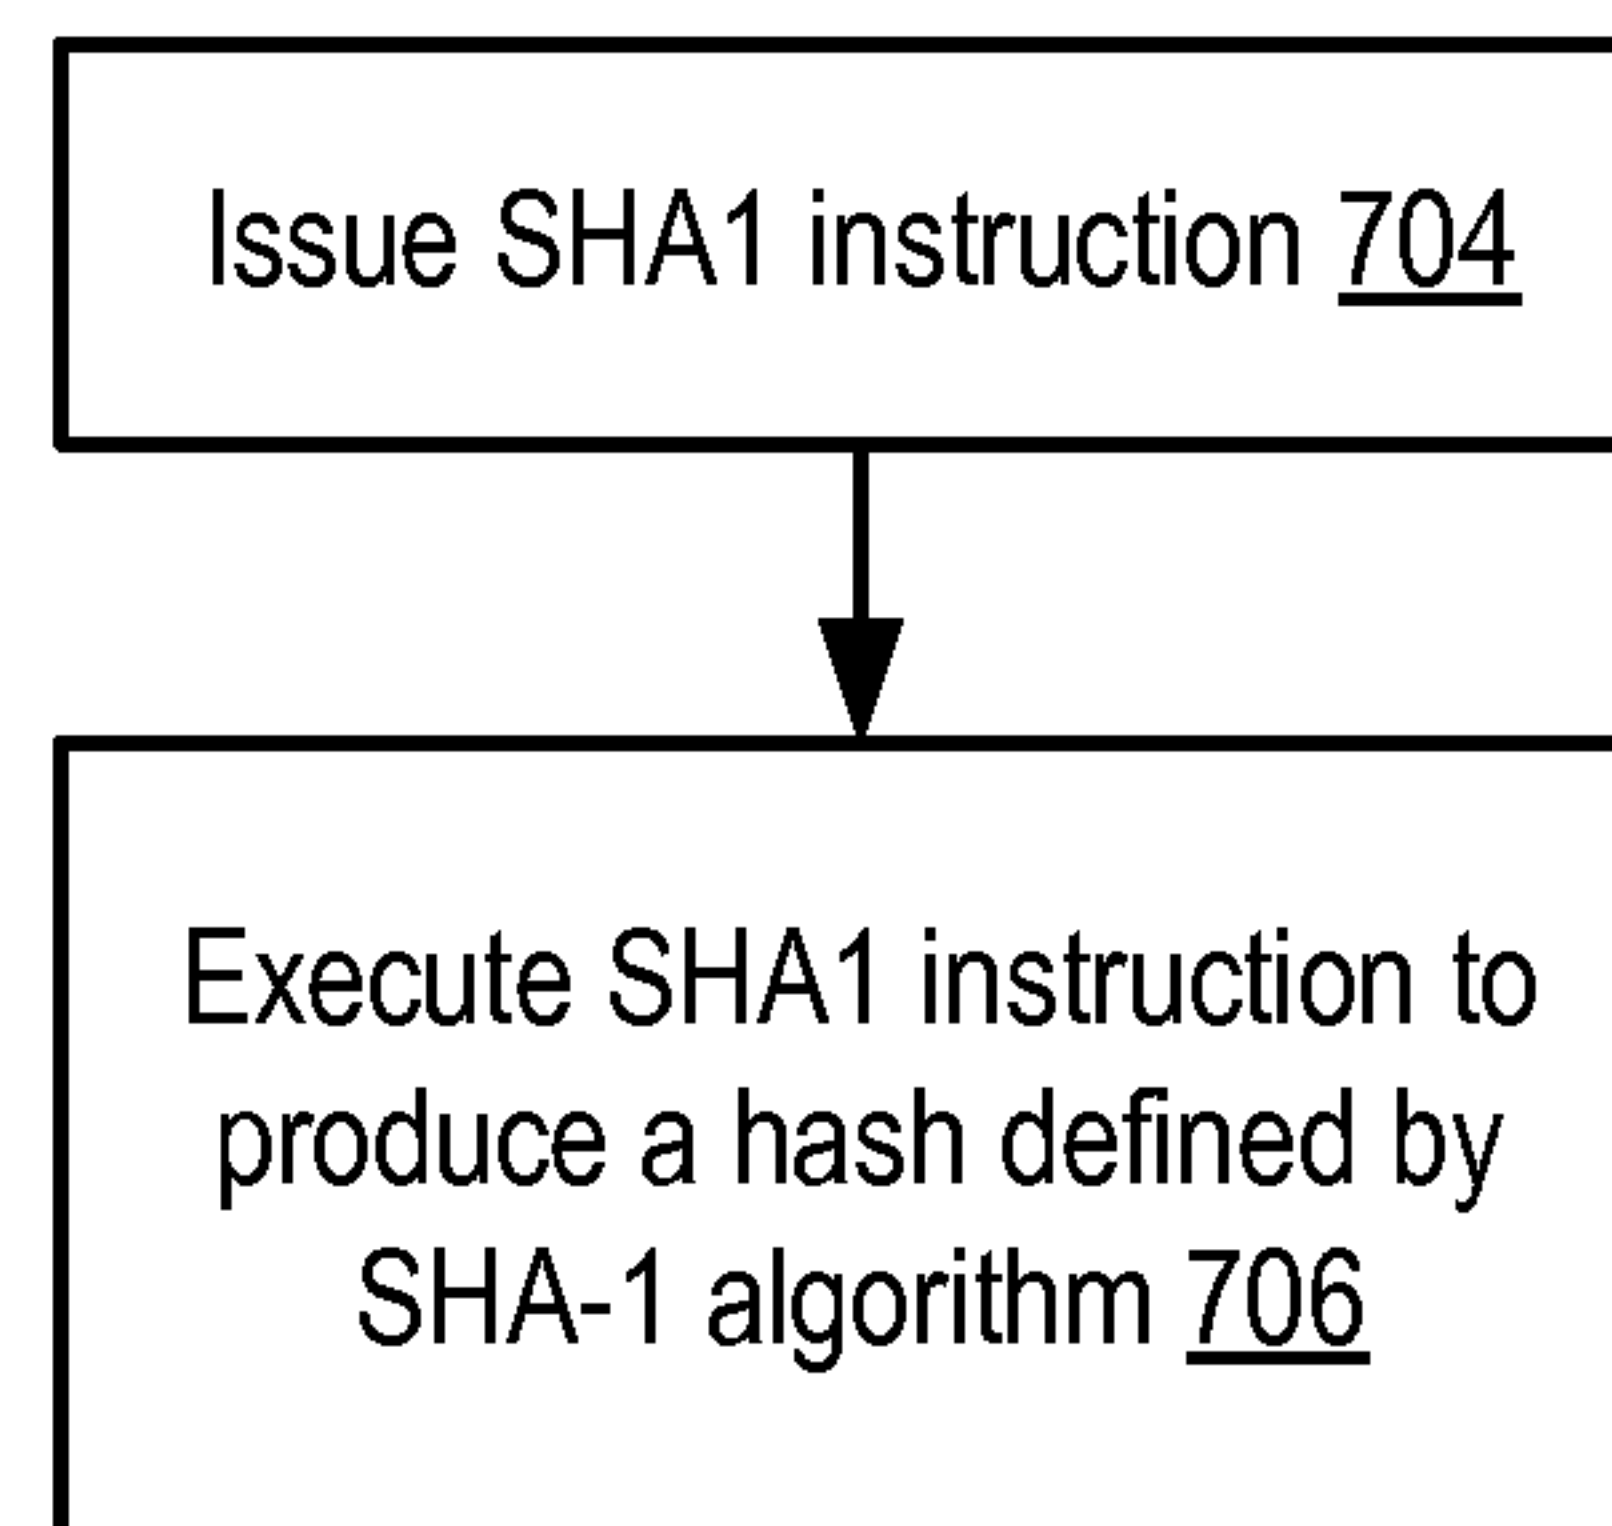 Issue SHA1 instruction 704
Execute SHA1 instruction to
produce a hash defined by
SHA-1 algorithm 706